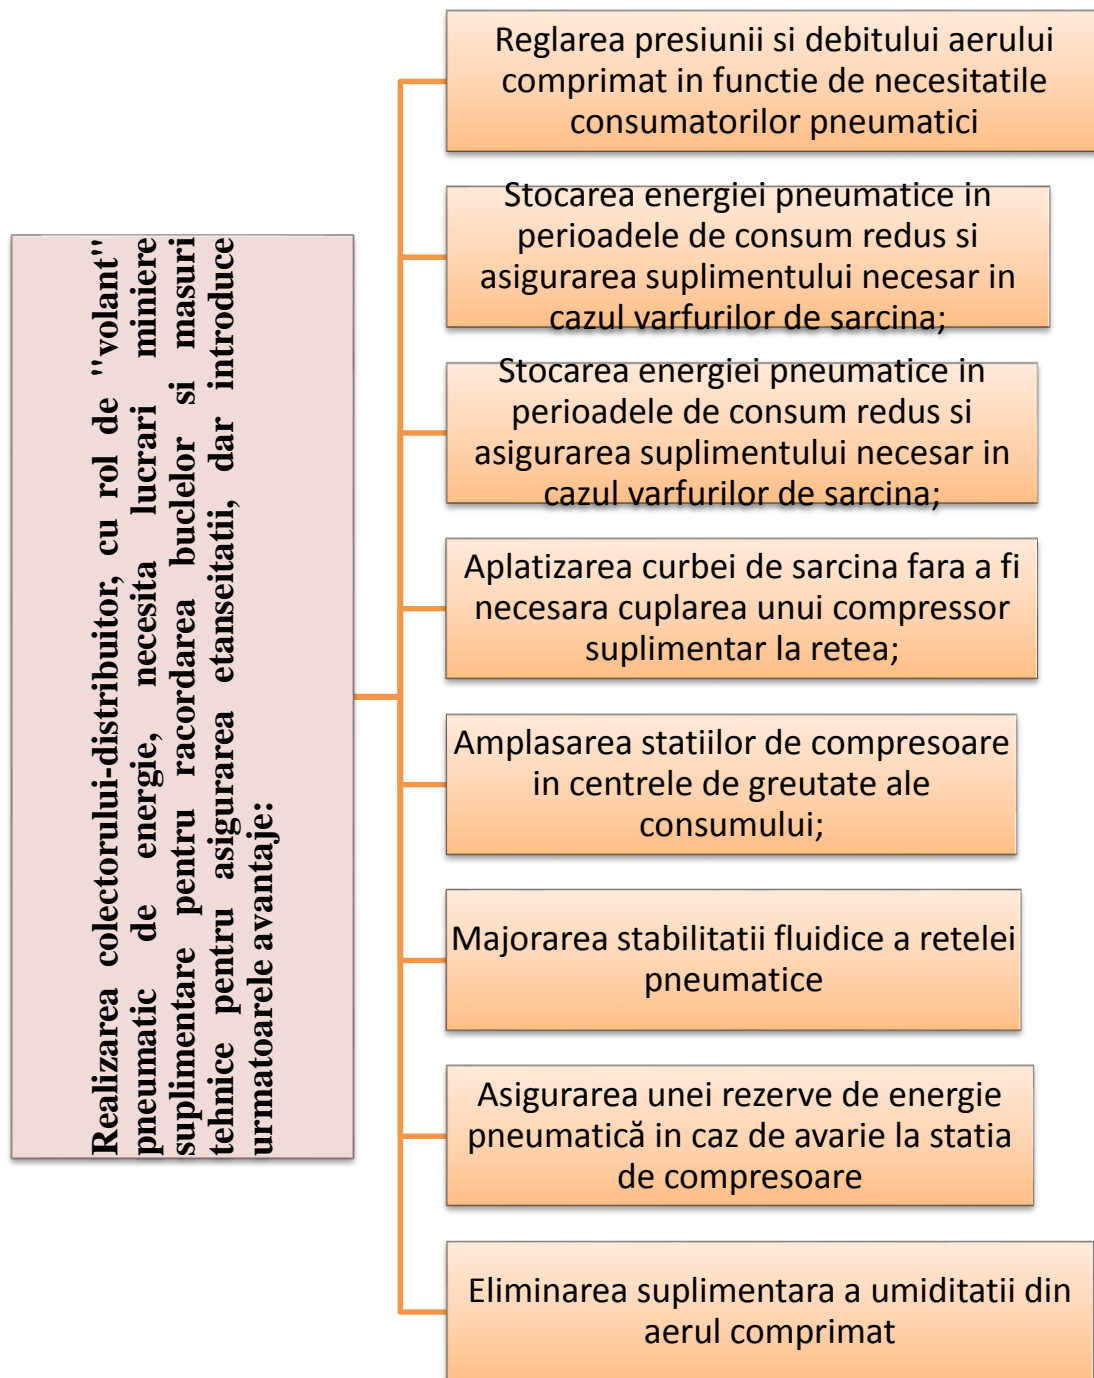 Realizarea colectorului-distribuitor, cu rol de "volant"
pneumatic de energie, necesita lucrari miniere
suplimentare pentru racordarea buclelor si masuri
tehnice pentru asigurarea etanseitatii, dar introduce
urmatoarele avantaje:
Reglarea presiunii si debitului aerului
comprimat in functie de necesitatile
consumatorilor pneumatici
Stocarea energiei pneumatice in
perioadele de consum redus si
asigurarea suplimentului necesar in
cazul varfurilor de sarcina;
Stocarea energiei pneumatice in
perioadele de consum redus si
asigurarea suplimentului necesar in
cazul varfurilor de sarcina;
Aplatizarea curbei de sarcina fara a fi
necesara cuplarea unui compressor
suplimentar la retea;
Amplasarea statiilor de compresoare
in centrele de greutate ale
consumului;
Majorarea stabilitatii fluidice a retelei
pneumatice
Asigurarea unei rezerve de energie
pneumatică in caz de avarie la statia
de compresoare
Eliminarea suplimentara a umiditatii din
aerul comprimat